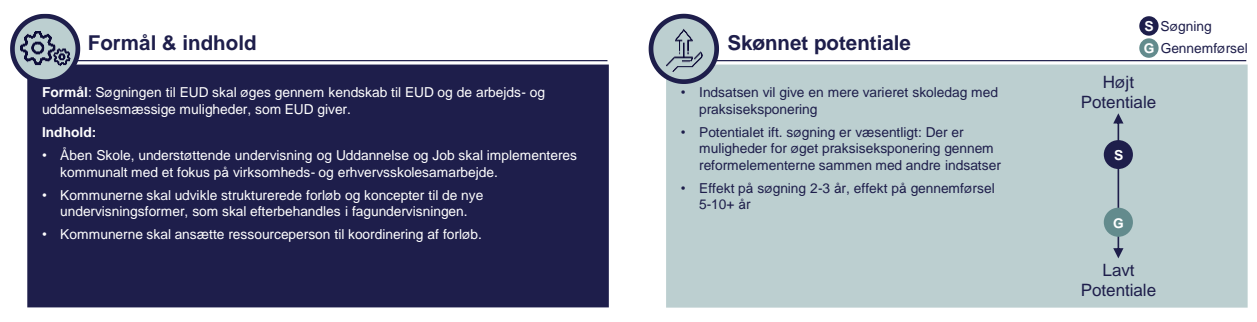 Formål & indhold
Formål: Søgningen til EUD skal øges gennem kendskab til EUD og de arbejds- og
uddannelsesmæssige muligheder, som EUD giver.
Indhold:
• Åben Skole, understøttende undervisning og Uddannelse og Job skal implementeres
kommunalt med et fokus på virksomheds- og erhvervsskolesamarbejde.
• Kommunerne skal udvikle strukturerede forløb og koncepter til de nye
undervisningsformer, som skal efterbehandles i fagundervisningen.
• Kommunerne skal ansætte ressourceperson til koordinering af forløb.
Skønnet potentiale
S Søgning
G Gennemførsel
• Indsatsen vil give en mere varieret skoledag med
praksiseksponering
• Potentialet ift. søgning er væsentligt: Der er
muligheder for øget praksiseksponering gennem
reformelementerne sammen med andre indsatser
• Effekt på søgning 2-3 år, effekt på gennemførsel
5-10+ år
Højt
Potentiale
S
G
Lavt
Potentiale